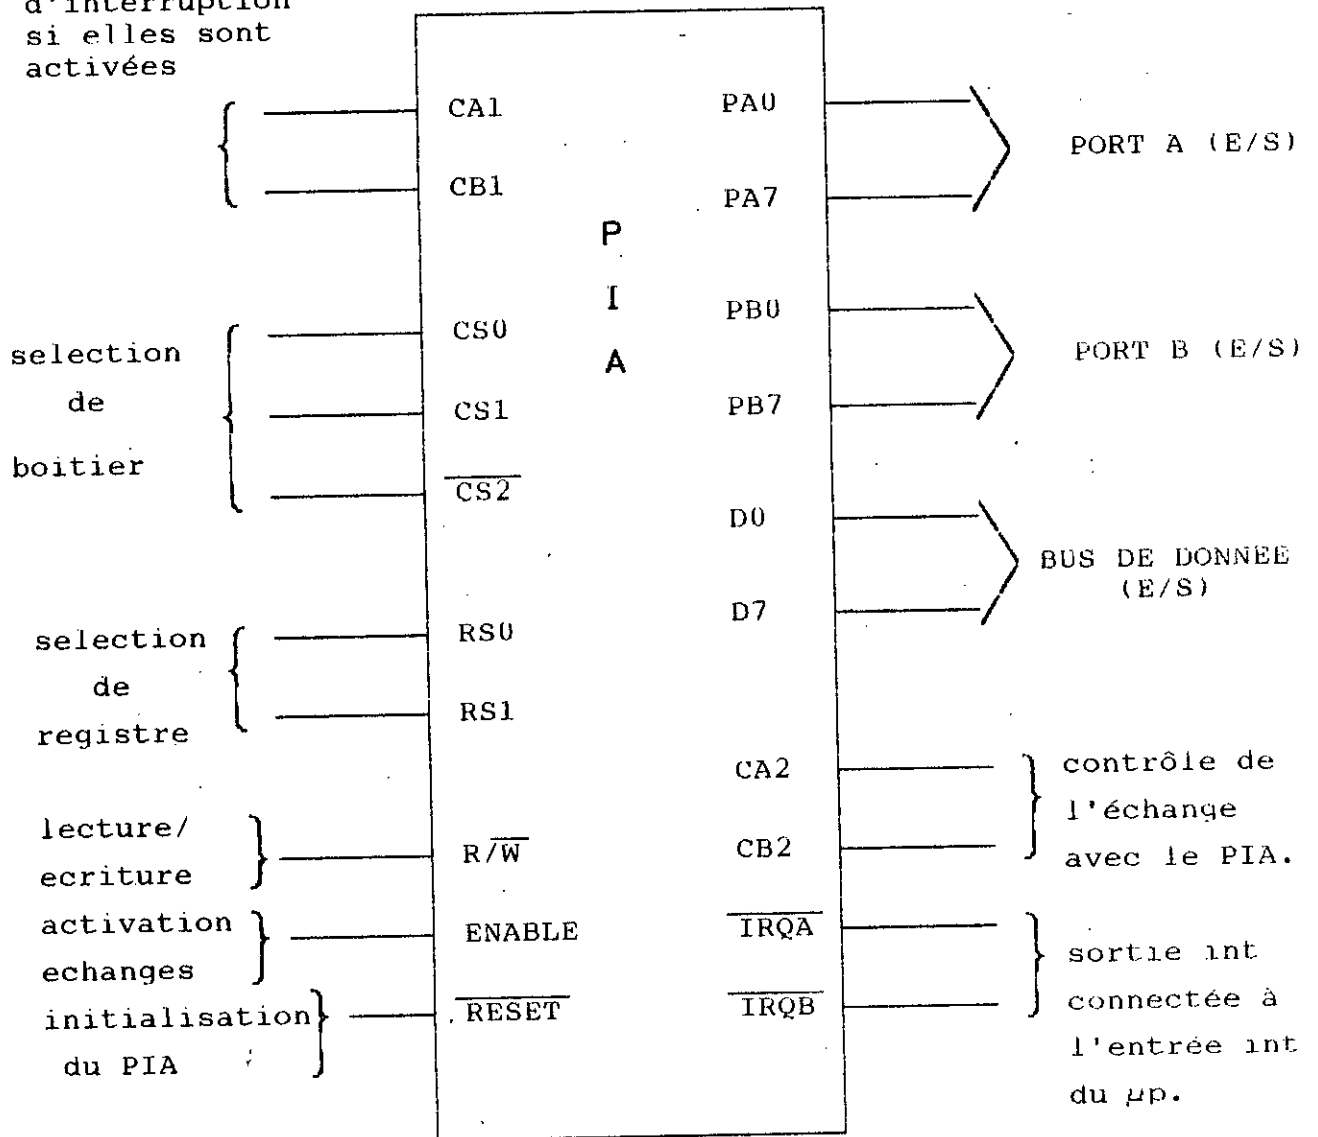 d'interruption
si elles sont
activées
CA1
CB1
selection
de
boitier
CS0
CS1
CS2
selection
de
registre
RS0
RS1
lecture/
ecriture
R/W
activation
echanges
ENABLE
initialisation
du PIA
RESET
P
I
A
PA0
PA7
PORT A (E/S)
PB0
PB7
PORT B (E/S)
D0
D7
BUS DE DONNEE
(E/S)
CA2
CB2
contrôle de
l'échange
avec le PIA.
IRQA
IRQB
sortie int
connectée à
l'entrée int
du µp.